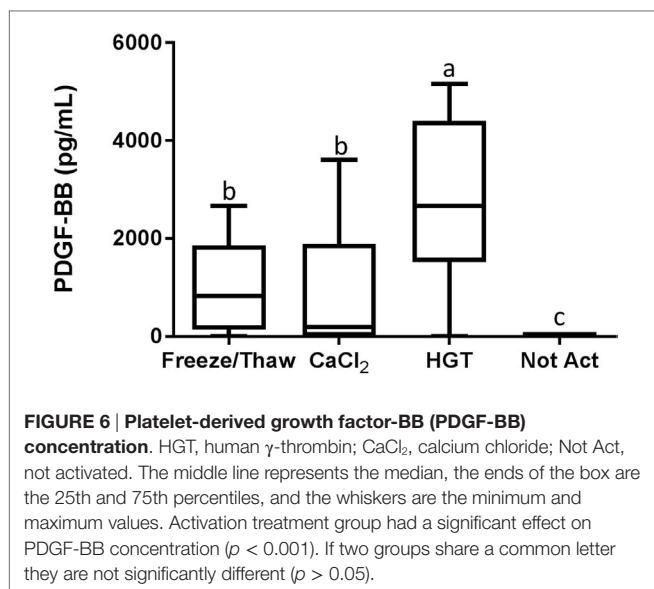 PDGF-BB (pg/mL)
6000
4000
2000
0
b
b
a
c
Freeze/Thaw CaCl₂ HGT Not Act
FIGURE 6 | Platelet-derived growth factor-BB (PDGF-BB)
concentration. HGT, human γ-thrombin; CaCl₂, calcium chloride; Not Act,
not activated. The middle line represents the median, the ends of the box are
the 25th and 75th percentiles, and the whiskers are the minimum and
maximum values. Activation treatment group had a significant effect on
PDGF-BB concentration (p < 0.001). If two groups share a common letter
they are not significantly different (p > 0.05).